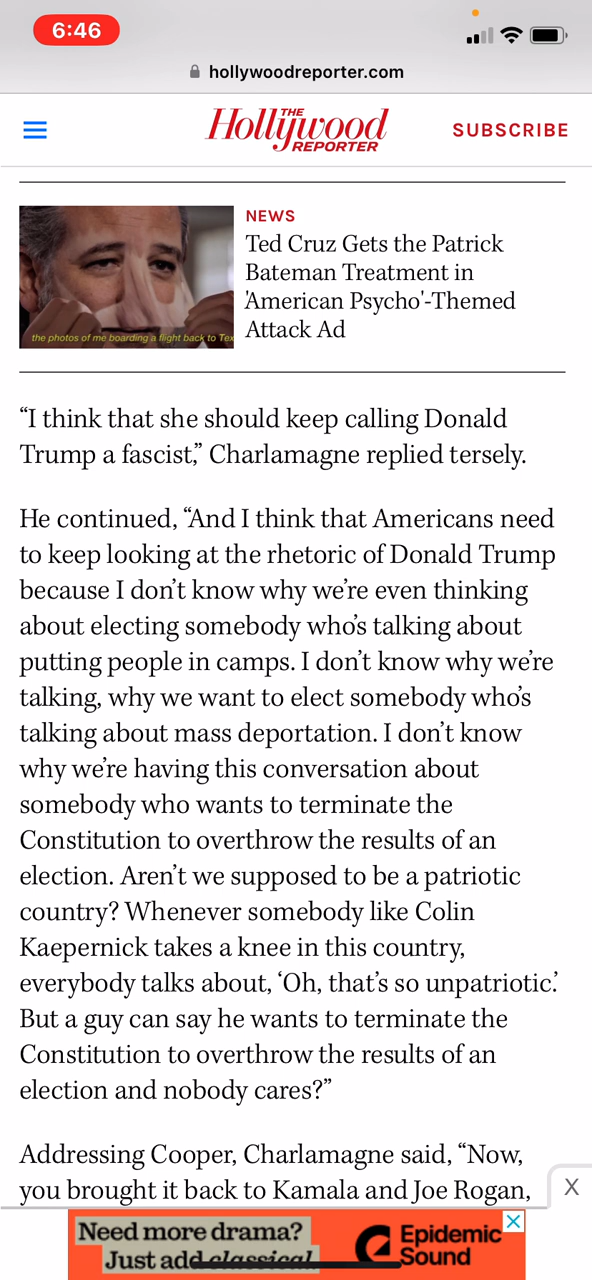 6:46
hollywoodreporter.com
THE
Hollywood
REPORTER
SUBSCRIBE
NEWS
Ted Cruz Gets the Patrick
Bateman Treatment in
'American Psycho'-Themed
Attack Ad
the photos of me boarding a flight back to Tex
“I think that she should keep calling Donald
Trump a fascist,” Charlamagne replied tersely.
He continued, “And I think that Americans need
to keep looking at the rhetoric of Donald Trump
because I don’t know why we’re even thinking
about electing somebody who’s talking about
putting people in camps. I don’t know why we’re
talking, why we want to elect somebody who’s
talking about mass deportation. I don’t know
why we’re having this conversation about
somebody who wants to terminate the
Constitution to overthrow the results of an
election. Aren’t we supposed to be a patriotic
country? Whenever somebody like Colin
Kaepernick takes a knee in this country,
everybody talks about, ‘Oh, that’s so unpatriotic.’
But a guy can say he wants to terminate the
Constitution to overthrow the results of an
election and nobody cares?”
Addressing Cooper, Charlamagne said, “Now,
you brought it back to Kamala and Joe Rogan,
X
Need more drama?
Just add classical
Epidemic
Sound